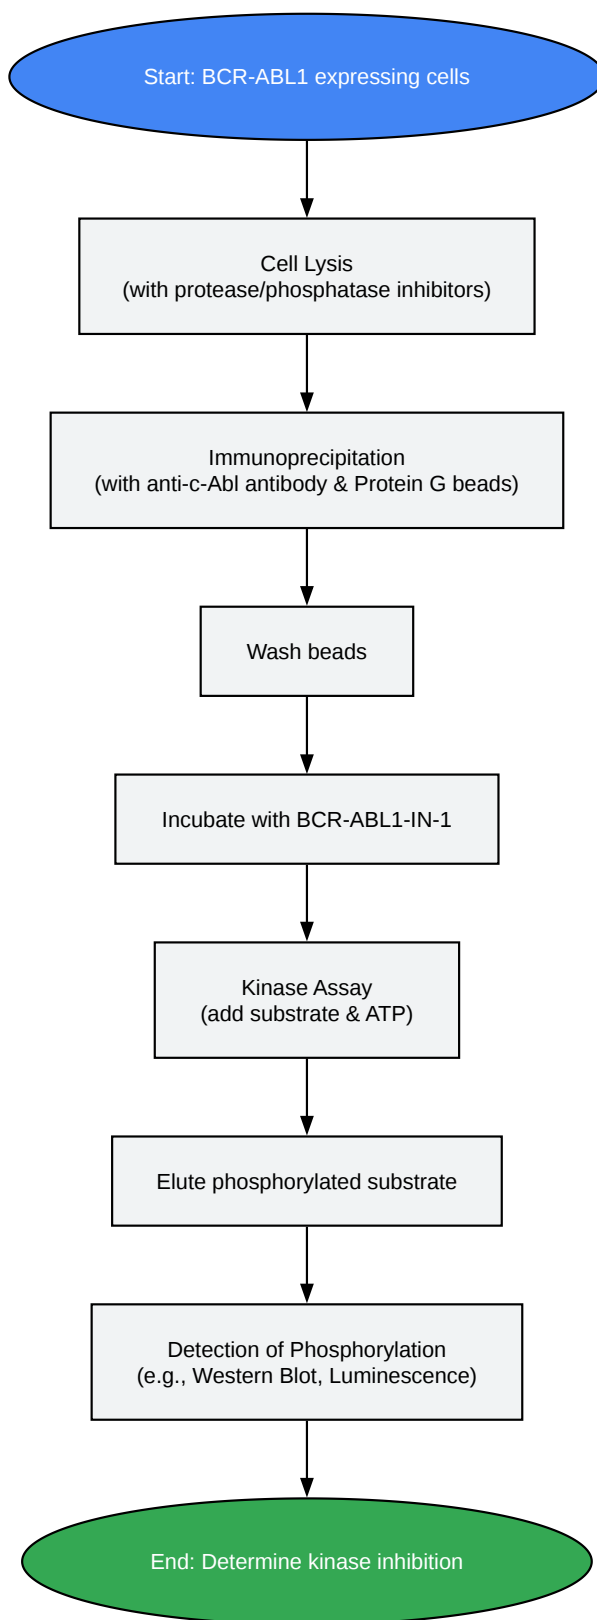 Start: BCR-ABL1 expressing cells
Cell Lysis
(with protease/phosphatase inhibitors)
Immunoprecipitation
(with anti-c-Abl antibody & Protein G beads)
Wash beads
Incubate with BCR-ABL1-IN-1
Kinase Assay
(add substrate & ATP)
Elute phosphorylated substrate
Detection of Phosphorylation
(e.g., Western Blot, Luminescence)
End: Determine kinase inhibition